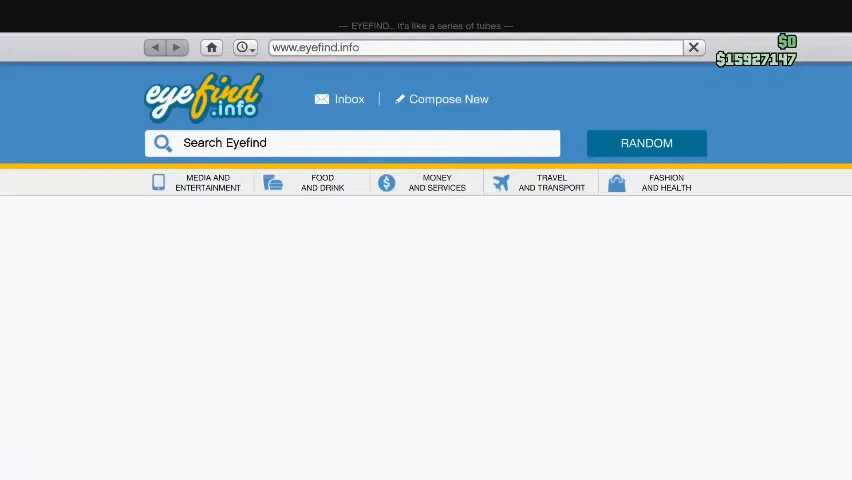 --- EYEFIND... It's like a series of tubes ---
www.eyefind.info
$0
$15927147
eyefind
.info
Inbox
Compose New
Search Eyefind
RANDOM
MEDIA AND
ENTERTAINMENT
FOOD
AND DRINK
MONEY
AND SERVICES
TRAVEL
AND TRANSPORT
FASHION
AND HEALTH